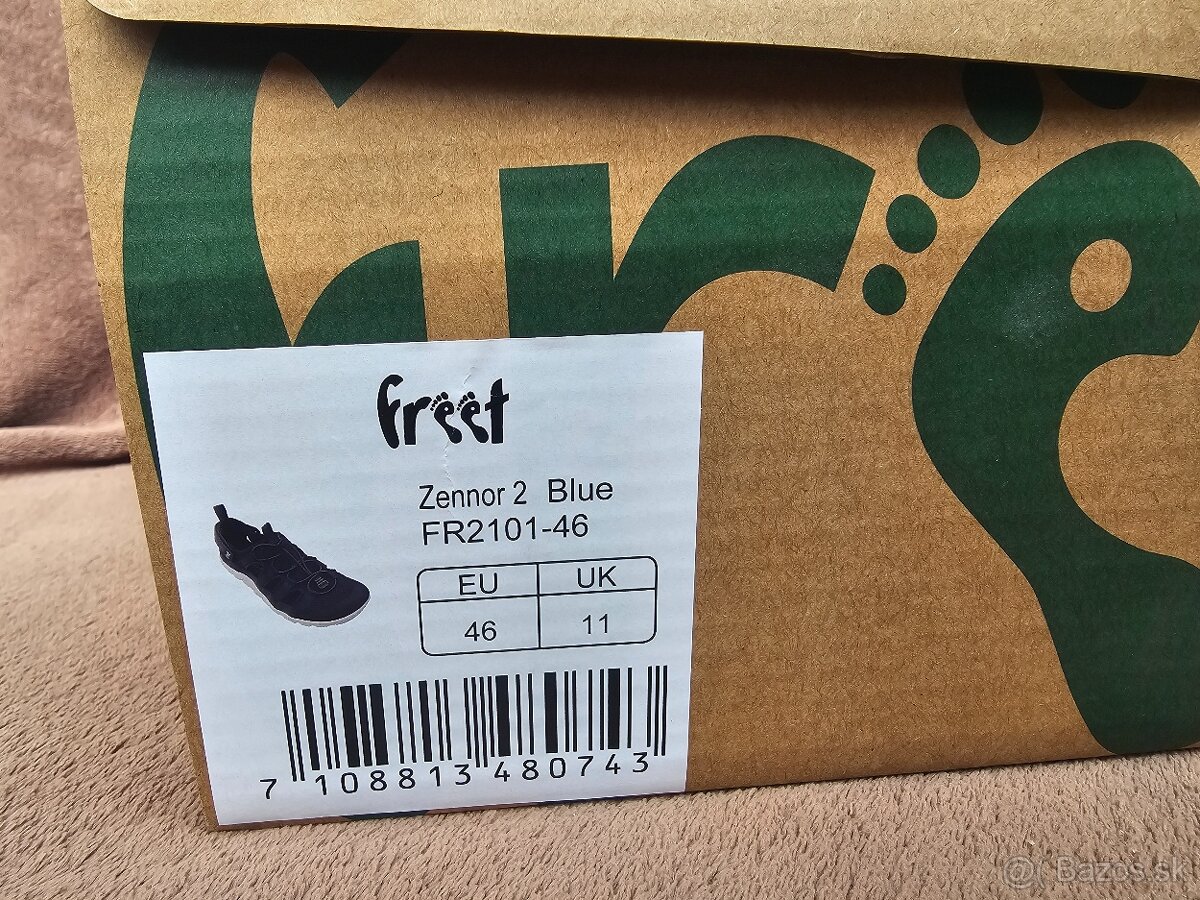 freet
Zennor 2 Blue
FR2101-46
EU UK
46 11
7 108813 480743
@( Bazos.sk